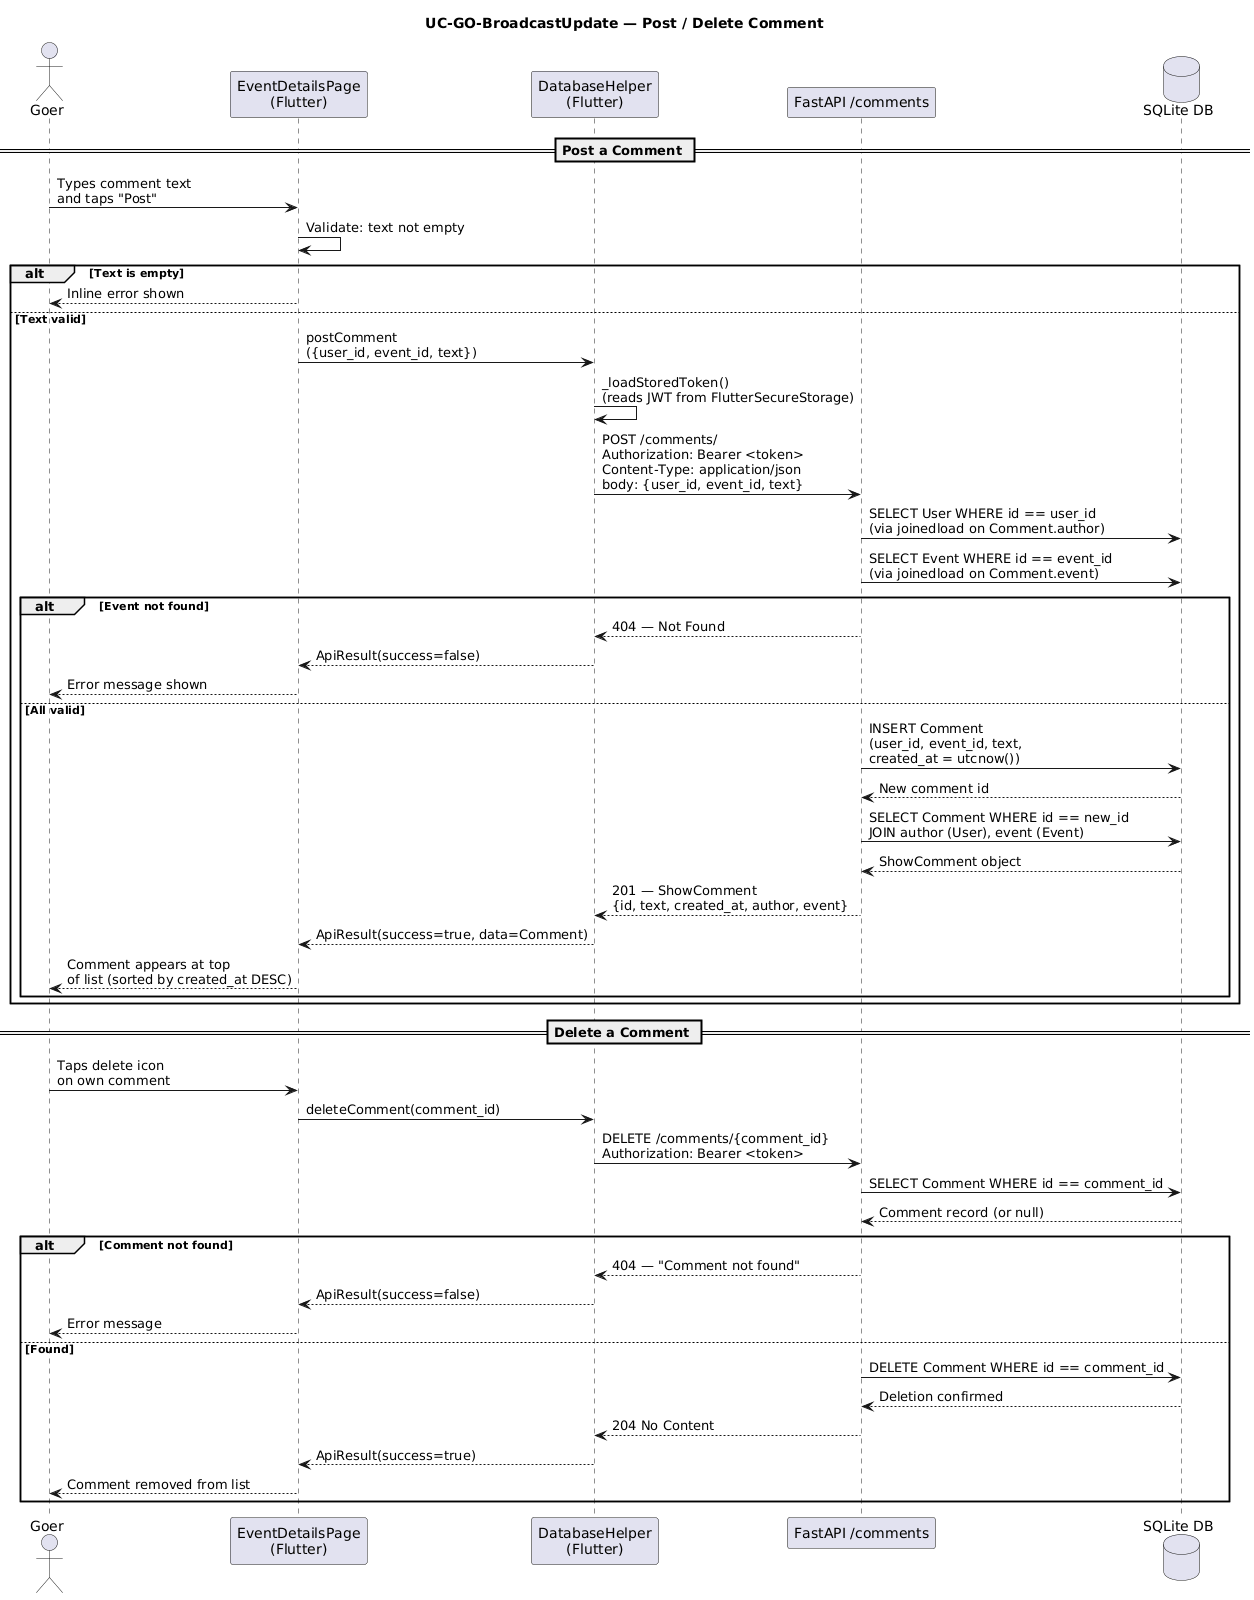 UC-GO-BroadcastUpdate — Post / Delete Comment
Goer
EventDetailsPage
(Flutter)
DatabaseHelper
(Flutter)
FastAPI /comments
SQLite DB
Post a Comment
Types comment text
and taps "Post"
Validate: text not empty
alt
[Text is empty]
Inline error shown
[Text valid]
postComment
({user_id, event_id, text})
_loadStoredToken()
(reads JWT from FlutterSecureStorage)
POST /comments/
Authorization: Bearer <token>
Content-Type: application/json
body: {user_id, event_id, text}
SELECT User WHERE id == user_id
(via joinedload on Comment.author)
SELECT Event WHERE id == event_id
(via joinedload on Comment.event)
alt
[Event not found]
404 — Not Found
ApiResult(success=false)
Error message shown
[All valid]
INSERT Comment
(user_id, event_id, text,
created_at = utcnow())
New comment id
SELECT Comment WHERE id == new_id
JOIN author (User), event (Event)
ShowComment object
201 — ShowComment
{id, text, created_at, author, event}
ApiResult(success=true, data=Comment)
Comment appears at top
of list (sorted by created_at DESC)
Delete a Comment
Taps delete icon
on own comment
deleteComment(comment_id)
DELETE /comments/{comment_id}
Authorization: Bearer <token>
SELECT Comment WHERE id == comment_id
Comment record (or null)
alt
[Comment not found]
404 — "Comment not found"
ApiResult(success=false)
Error message
[Found]
DELETE Comment WHERE id == comment_id
Deletion confirmed
204 No Content
ApiResult(success=true)
Comment removed from list
Goer
EventDetailsPage
(Flutter)
DatabaseHelper
(Flutter)
FastAPI /comments
SQLite DB